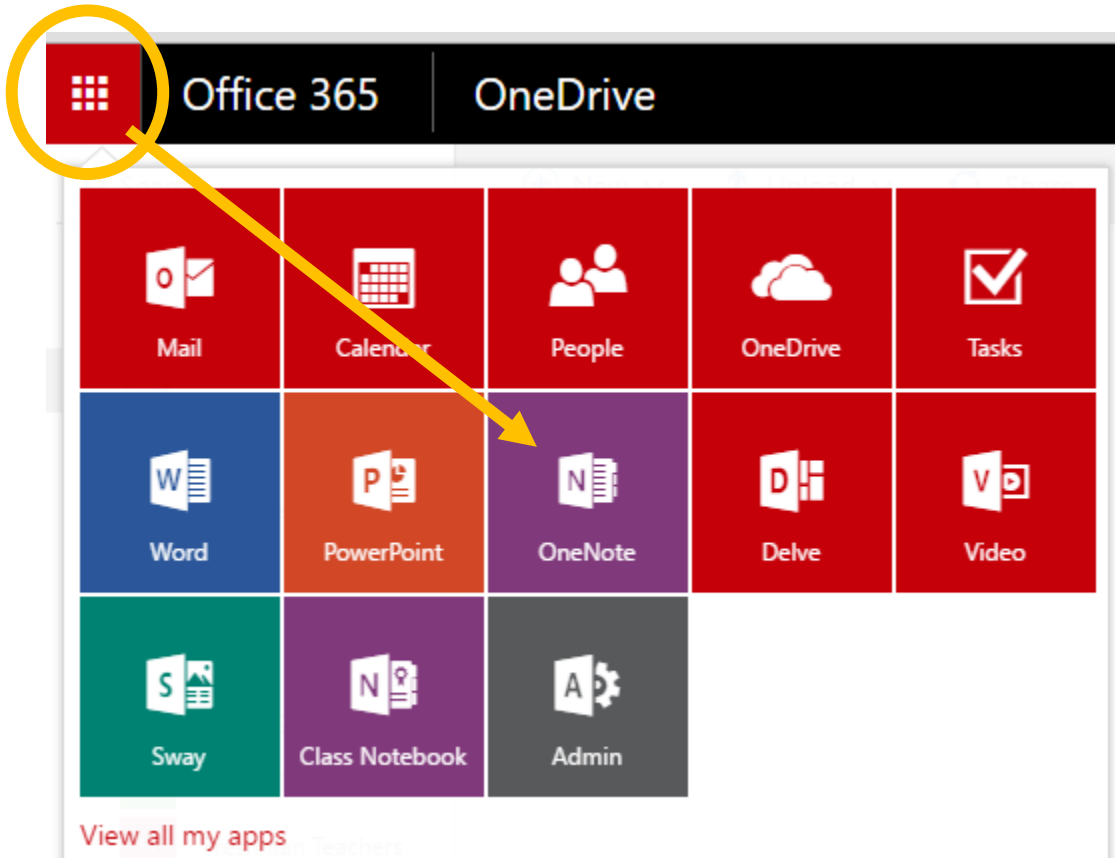 Office 365 OneDrive
Mail Calendar People OneDrive Tasks
Word PowerPoint OneNote Delve Video
Sway Class Notebook Admin
View all my apps
Teachers